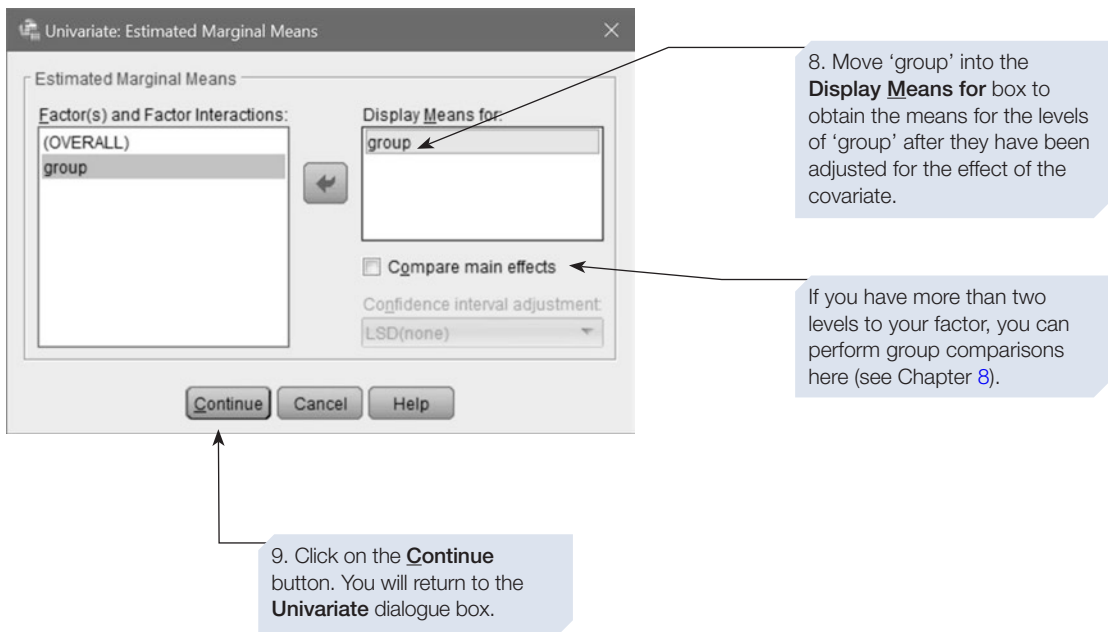 Univariate: Estimated Marginal Means
Estimated Marginal Means
Factor(s) and Factor Interactions:
(OVERALL)
group
Display Means for:
group
Compare main effects
Confidence interval adjustment:
LSD(none)
Continue
Cancel
Help
8. Move ‘group’ into the
Display Means for box to
obtain the means for the levels
of ‘group’ after they have been
adjusted for the effect of the
covariate.
If you have more than two
levels to your factor, you can
perform group comparisons
here (see Chapter 8).
9. Click on the Continue
button. You will return to the
Univariate dialogue box.